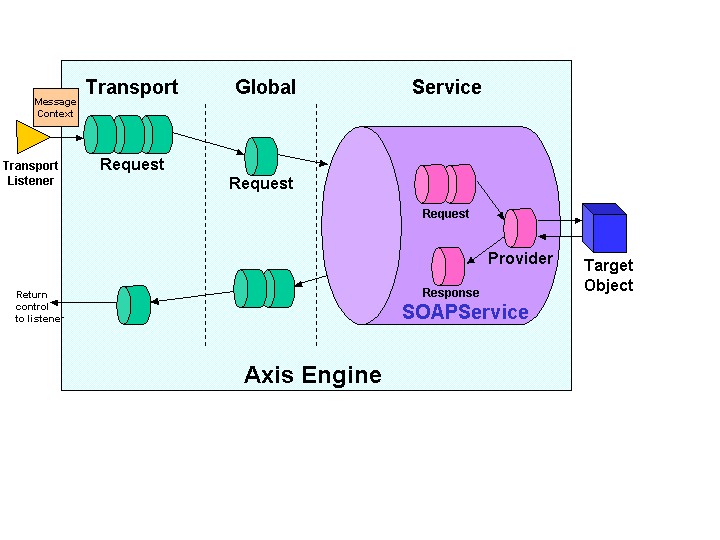 Transport
Global
Service
Message
Context
Transport
Listener
Request
Request
Request
Provider
Target
Object
Return
control
to listener
Response
SOAPService
Axis Engine